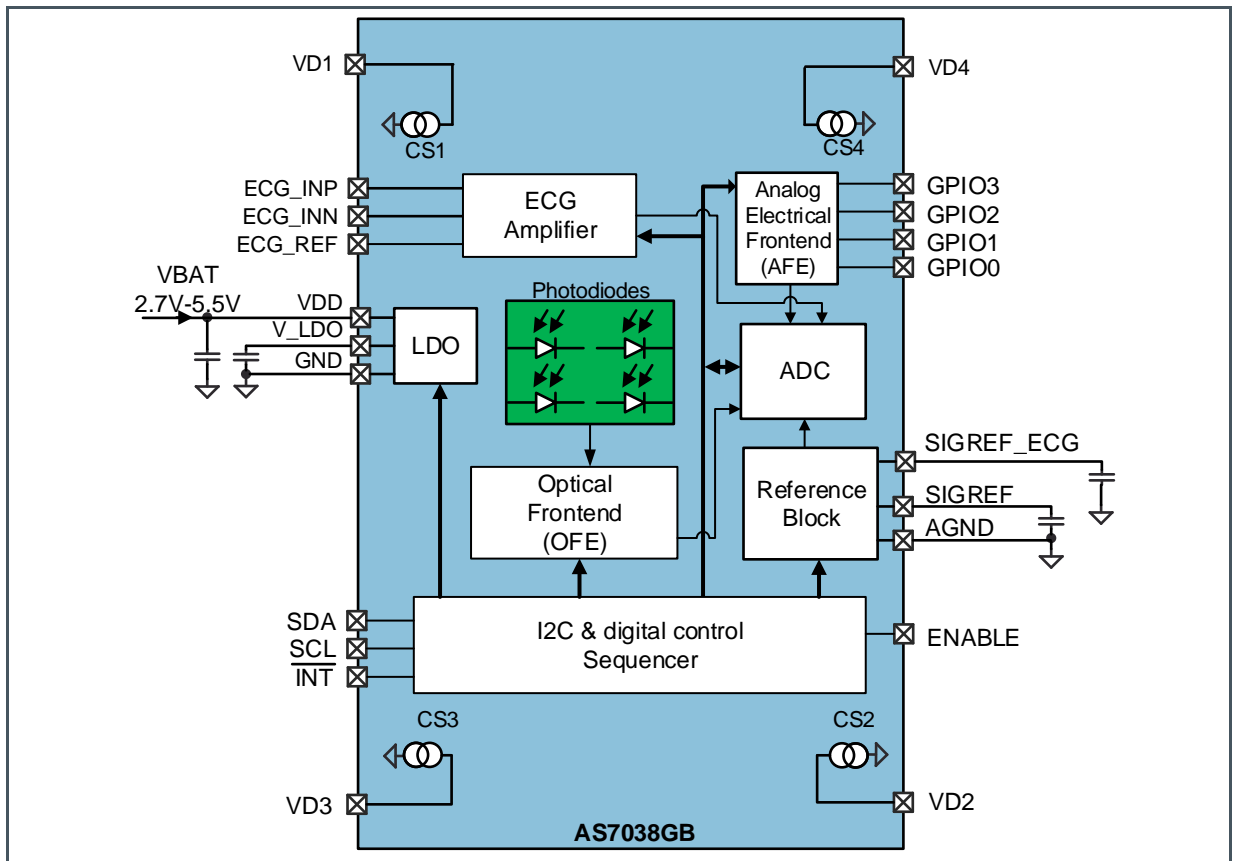 VD1
VD4
CS1
CS4
ECG_INP
ECG_INN
ECG_REF
ECG
Amplifier
Analog
Electrical
Frontend
(AFE)
GPIO3
GPIO2
GPIO1
GPIO0
VBAT
2.7V-5.5V
VDD
V_LDO
GND
LDO
Photodiodes
ADC
Optical
Frontend
(OFE)
Reference
Block
SIGREF_ECG
SIGREF
AGND
SDA
SCL
INT
I2C & digital control
Sequencer
ENABLE
CS3
CS2
VD3
VD2
AS7038GB